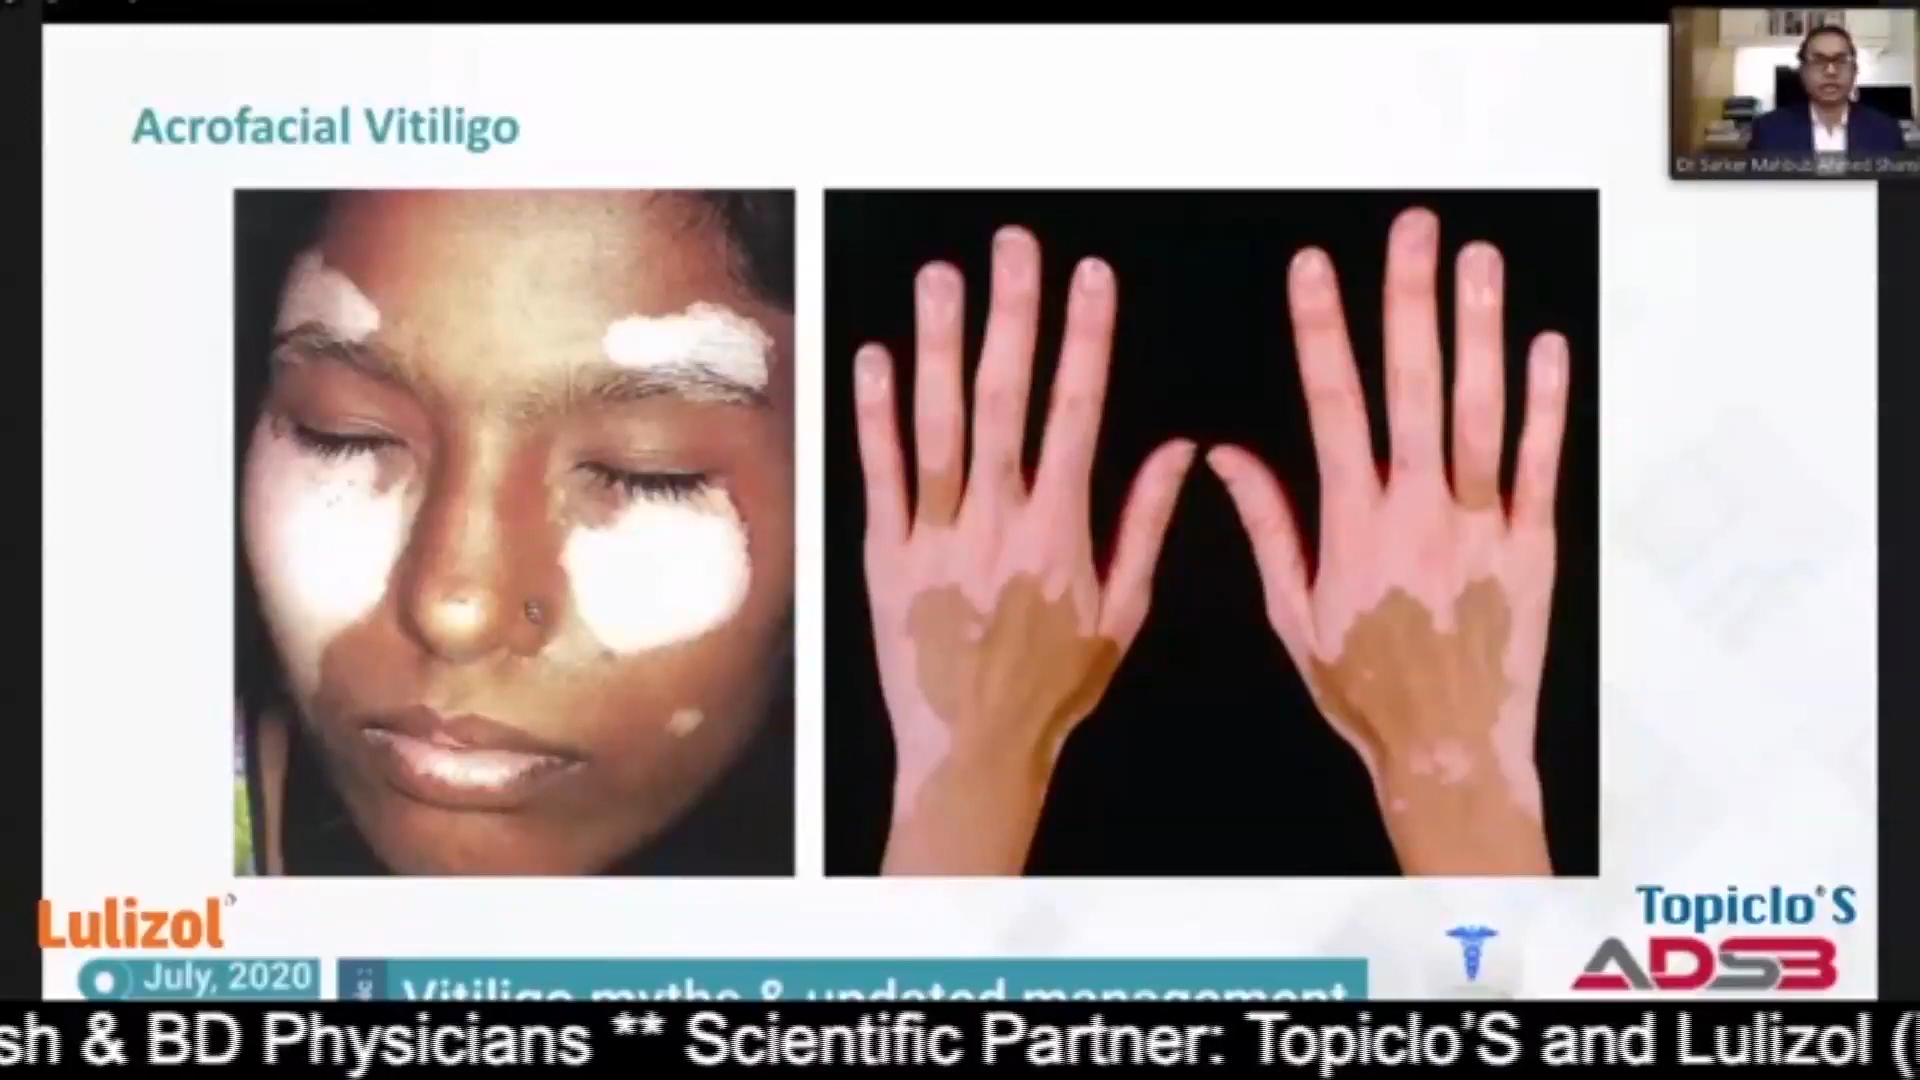 Acrofacial Vitiligo
Dr. Sarker Mahbub Ahmed Shami
Lulizol
Topiclo'S
ADSB
July, 2020
Vitiligo myths & updated management
sh & BD Physicians ** Scientific Partner: Topiclo'S and Lulizol (